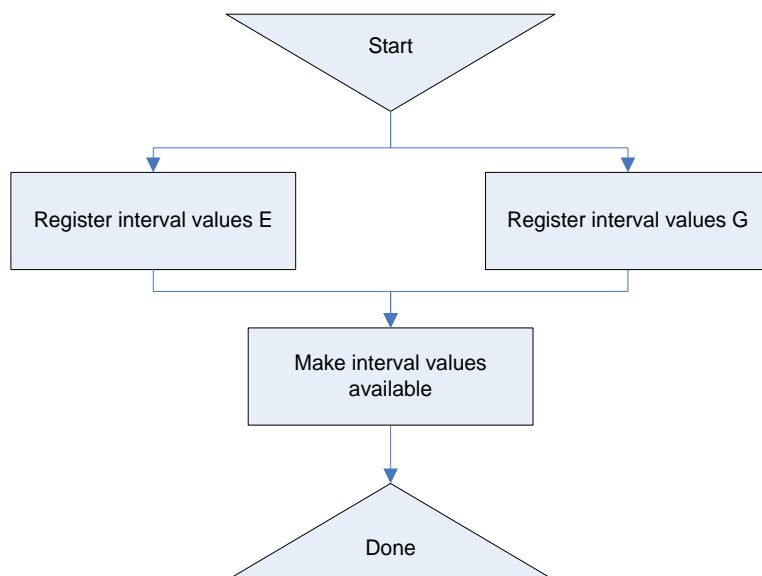 Start
Register interval values E
Register interval values G
Make interval values
available
Done